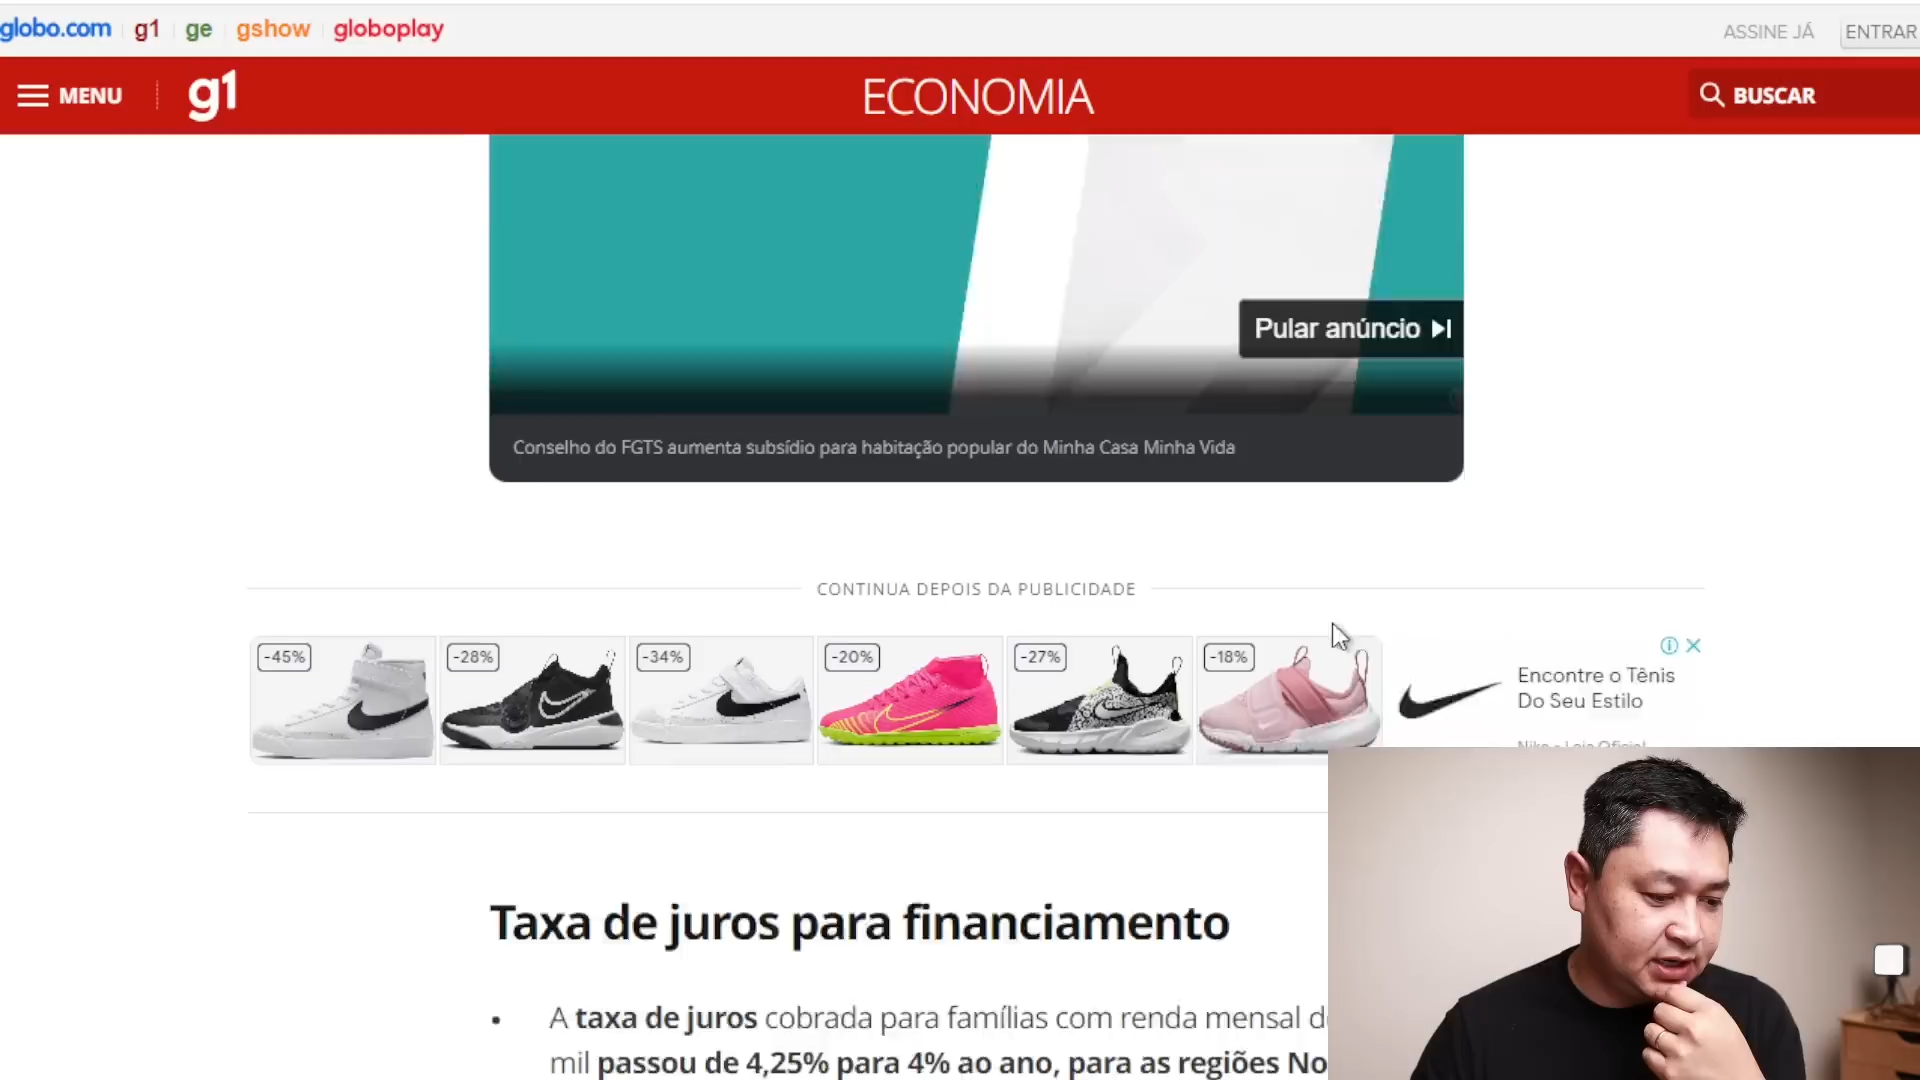 globo.com g1 ge gshow globoplay ASSINE JÁ ENTRAR
MENU g1 ECONOMIA BUSCAR
Pular anúncio
Conselho do FGTS aumenta subsídio para habitação popular do Minha Casa Minha Vida
CONTINUA DEPOIS DA PUBLICIDADE
-45% -28% -34% -20% -27% -18%
Encontre o Tênis
Do Seu Estilo
Nike - Loja Oficial
Taxa de juros para financiamento
• A taxa de juros cobrada para famílias com renda mensal d
mil passou de 4,25% para 4% ao ano, para as regiões No